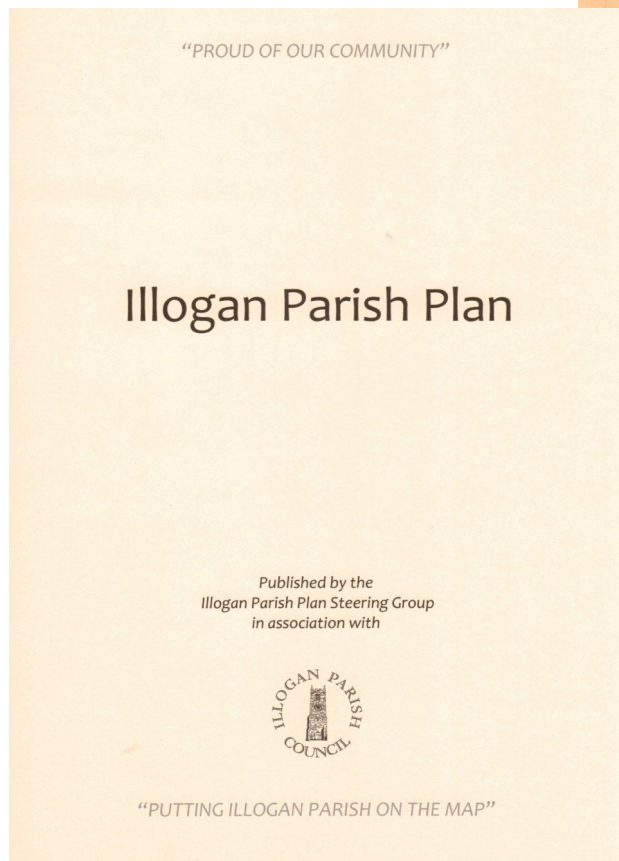 “PROUD OF OUR COMMUNITY”
Illogan Parish Plan
Published by the
Illogan Parish Plan Steering Group
in association with
ILLOGAN PARISH
COUNCIL
“PUTTING ILLOGAN PARISH ON THE MAP”